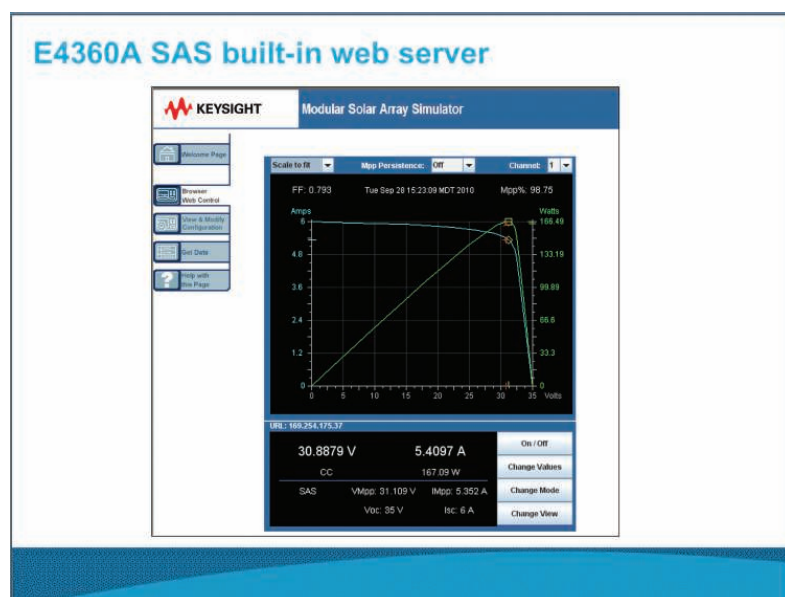 E4360A SAS built-in web server
KEYSIGHT
Modular Solar Array Simulator
Welcome Page
Browser
Web Control
View & Modify
Configuration
Get Data
Help with
this Page
Scale to fit
Mpp Persistence: Off
Channel: 1
FF: 0.793
Tue Sep 28 15:23:09 MDT 2010
Mpp%: 98.75
Amps
Watts
6
4.8
3.6
2.4
1.2
0
168.49
133.19
99.89
66.6
33.3
0
0 5 10 15 20 25 30 35 Volts
URL: 169.254.175.37
30.8879 V
5.4097 A
CC
167.09 W
SAS
VMpp: 31.109 V
IMpp: 5.352 A
Voc: 35 V
Isc: 6 A
On / Off
Change Values
Change Mode
Change View